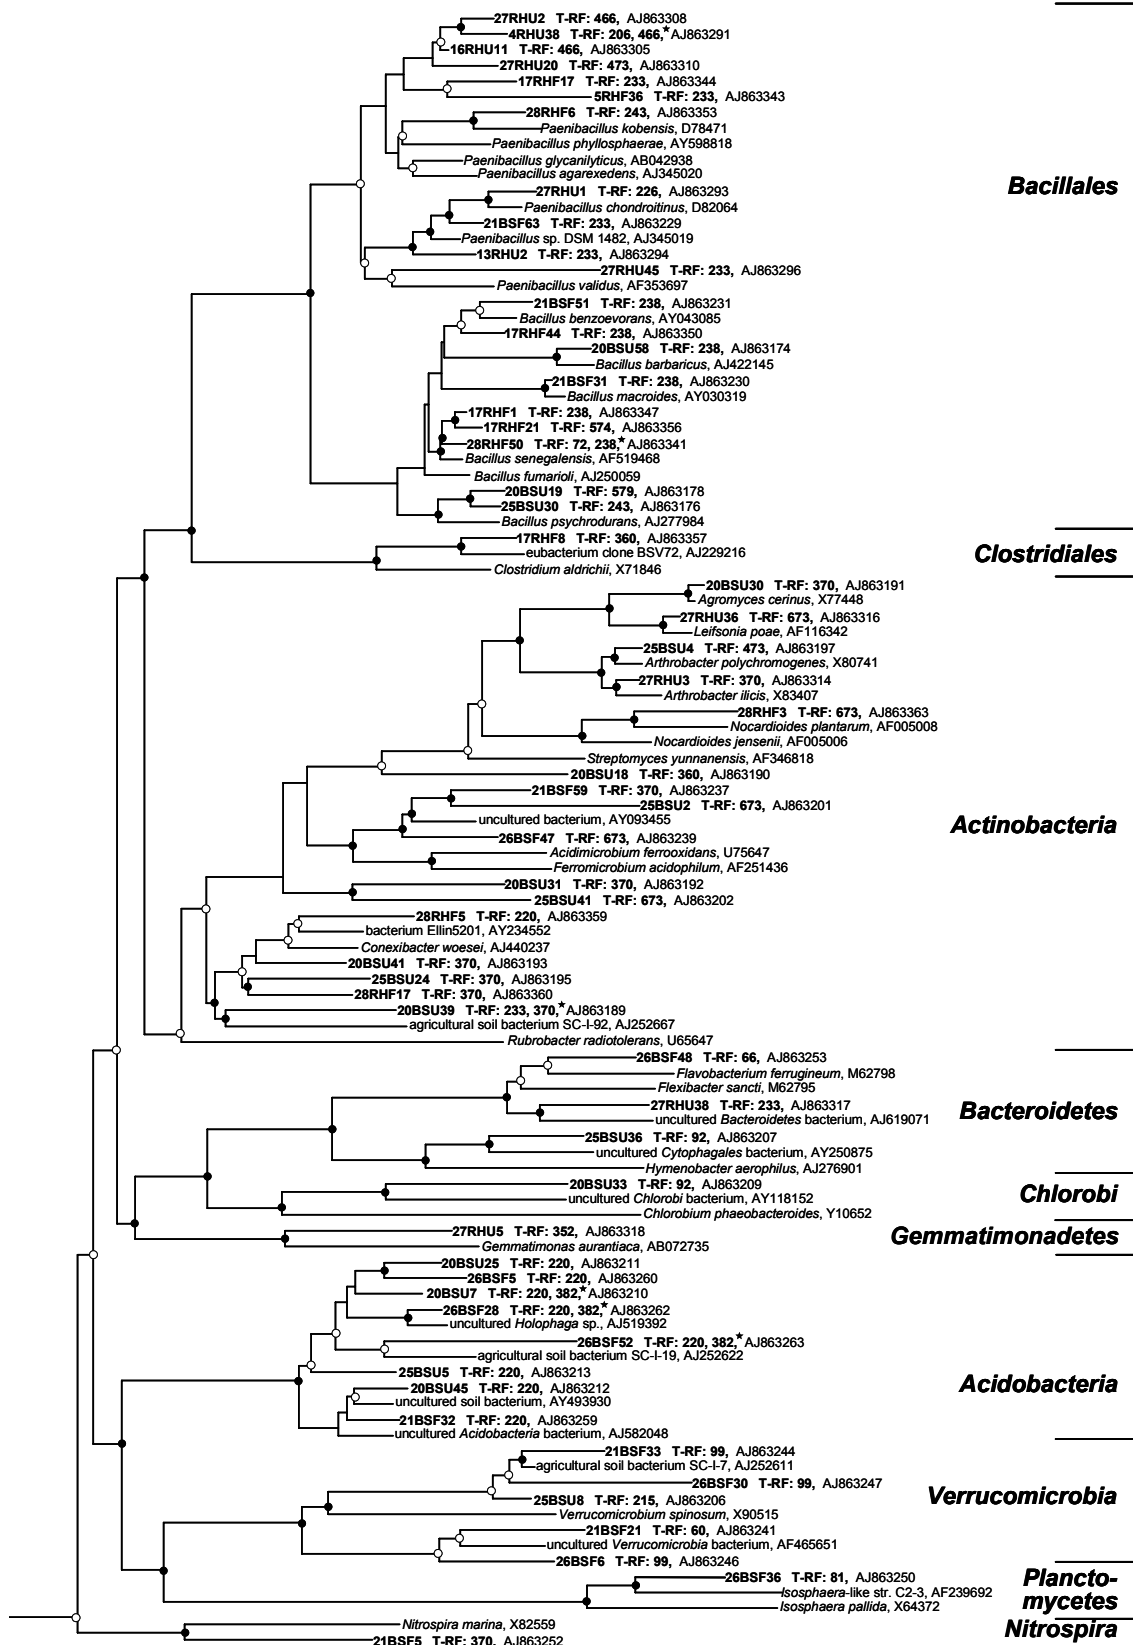 27RHU2 T-RF: 466, AJ863308
4RHU38 T-RF: 206, 466,★AJ863291
16RHU11 T-RF: 466, AJ863305
27RHU20 T-RF: 473, AJ863310
17RHF17 T-RF: 233, AJ863344
5RHF36 T-RF: 233, AJ863343
28RHF6 T-RF: 243, AJ863353
Paenibacillus kobensis, D78471
Paenibacillus phyllosphaerae, AY598818
Paenibacillus glycanilyticus, AB042938
Paenibacillus agarexedens, AJ345020
Bacillales
27RHU1 T-RF: 226, AJ863293
Paenibacillus chondroitinus, D82064
21BSF63 T-RF: 233, AJ863229
Paenibacillus sp. DSM 1482, AJ345019
13RHU2 T-RF: 233, AJ863294
27RHU45 T-RF: 233, AJ863296
Paenibacillus validus, AF353697
21BSF51 T-RF: 238, AJ863231
Bacillus benzoevorans, AY043085
17RHF44 T-RF: 238, AJ863350
20BSU58 T-RF: 238, AJ863174
Bacillus barbaricus, AJ422145
21BSF31 T-RF: 238, AJ863230
Bacillus macroides, AY030319
17RHF1 T-RF: 238, AJ863347
17RHF21 T-RF: 574, AJ863356
28RHF50 T-RF: 72, 238,★AJ863341
Bacillus senegalensis, AF519468
Bacillus fumarioli, AJ250059
20BSU19 T-RF: 579, AJ863178
25BSU30 T-RF: 243, AJ863176
Bacillus psychrodurans, AJ277984
17RHF8 T-RF: 360, AJ863357
eubacterium clone BSV72, AJ229216
Clostridiales
Clostridium aldrichii, X71846
20BSU30 T-RF: 370, AJ863191
Agromyces cerinus, X77448
27RHU36 T-RF: 673, AJ863316
Leifsonia poae, AF116342
25BSU4 T-RF: 473, AJ863197
Arthrobacter polychromogenes, X80741
27RHU3 T-RF: 370, AJ863314
Arthrobacter ilicis, X83407
28RHF3 T-RF: 673, AJ863363
Nocardioides plantarum, AF005008
Nocardioides jensenii, AF005006
Streptomyces yunnanensis, AF346818
20BSU18 T-RF: 360, AJ863190
21BSF59 T-RF: 370, AJ863237
25BSU2 T-RF: 673, AJ863201
uncultured bacterium, AY093455
Actinobacteria
26BSF47 T-RF: 673, AJ863239
Acidimicrobium ferrooxidans, U75647
Ferromicrobium acidophilum, AF251436
20BSU31 T-RF: 370, AJ863192
25BSU41 T-RF: 673, AJ863202
28RHF5 T-RF: 220, AJ863359
bacterium Ellin5201, AY234552
Conexibacter woesei, AJ440237
20BSU41 T-RF: 370, AJ863193
25BSU24 T-RF: 370, AJ863195
28RHF17 T-RF: 370, AJ863360
20BSU39 T-RF: 233, 370,★AJ863189
agricultural soil bacterium SC-I-92, AJ252667
Rubrobacter radiotolerans, U65647
26BSF48 T-RF: 66, AJ863253
Flavobacterium ferrugineum, M62798
Flexibacter sancti, M62795
27RHU38 T-RF: 233, AJ863317
Bacteroidetes
uncultured Bacteroidetes bacterium, AJ619071
25BSU36 T-RF: 92, AJ863207
uncultured Cytophagales bacterium, AY250875
Hymenobacter aerophilus, AJ276901
20BSU33 T-RF: 92, AJ863209
Chlorobi
uncultured Chlorobi bacterium, AY118152
Chlorobium phaeobacteroides, Y10652
27RHU5 T-RF: 352, AJ863318
Gemmatimonadetes
Gemmatimonas aurantiaca, AB072735
20BSU25 T-RF: 220, AJ863211
26BSF5 T-RF: 220, AJ863260
20BSU7 T-RF: 220, 382,★AJ863210
26BSF28 T-RF: 220, 382,★AJ863262
uncultured Holophaga sp., AJ519392
26BSF52 T-RF: 220, 382,★AJ863263
agricultural soil bacterium SC-I-19, AJ252622
25BSU5 T-RF: 220, AJ863213
Acidobacteria
20BSU45 T-RF: 220, AJ863212
uncultured soil bacterium, AY493930
21BSF32 T-RF: 220, AJ863259
uncultured Acidobacteria bacterium, AJ582048
21BSF33 T-RF: 99, AJ863244
agricultural soil bacterium SC-I-7, AJ252611
26BSF30 T-RF: 99, AJ863247
Verrucomicrobia
25BSU8 T-RF: 215, AJ863206
Verrucomicrobium spinosum, X90515
21BSF21 T-RF: 60, AJ863241
uncultured Verrucomicrobia bacterium, AF465651
26BSF6 T-RF: 99, AJ863246
26BSF36 T-RF: 81, AJ863250
Plancto-
mycetes
Isosphaera-like str. C2-3, AF239692
Isosphaera pallida, X64372
Nitrospira marina, X82559
Nitrospira
21BSF5 T-RF: 370, AJ863252